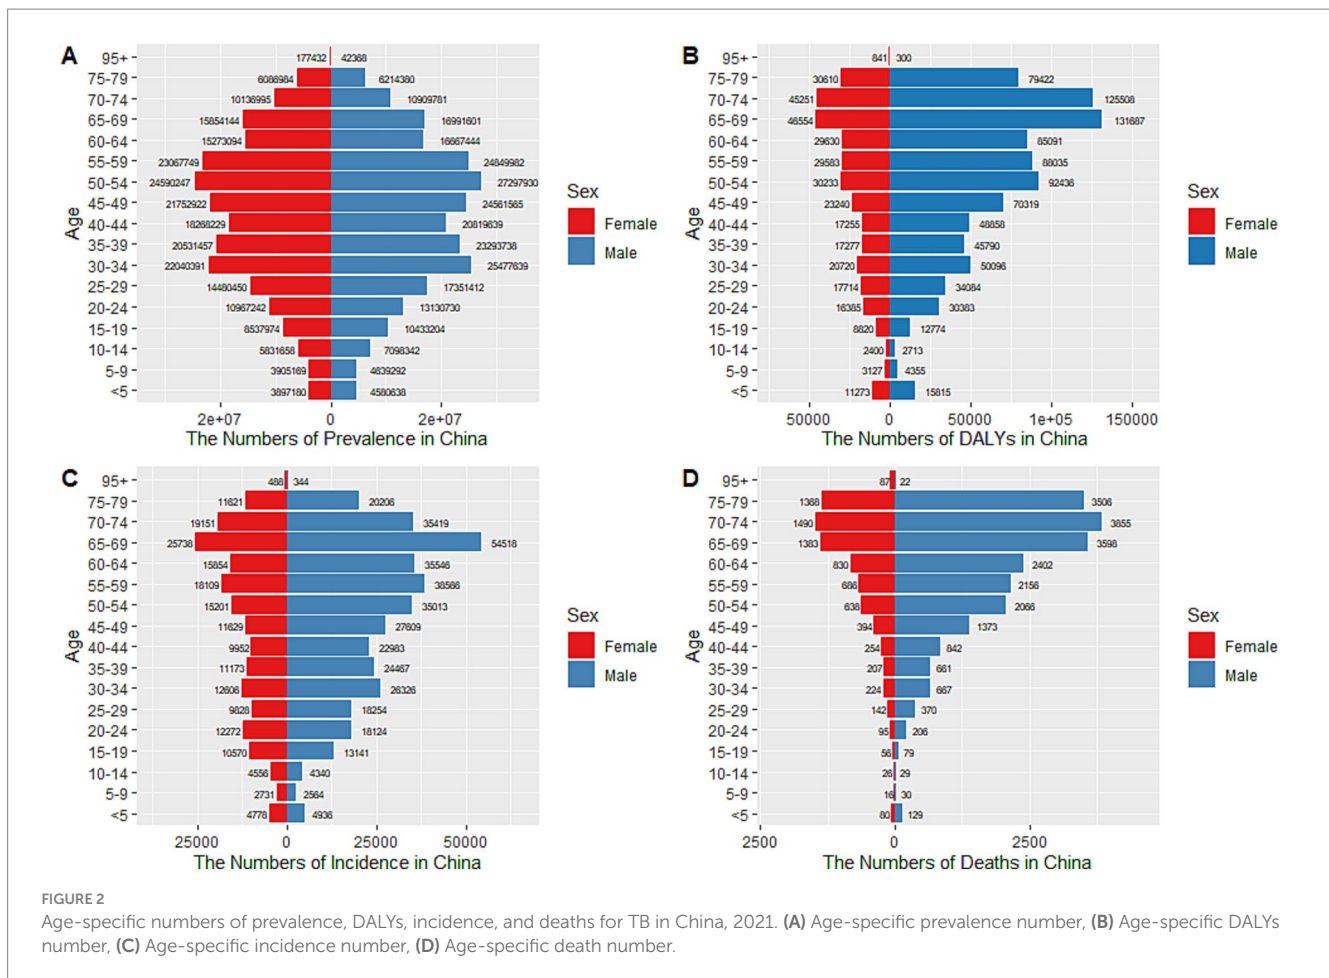 A
95+ 177432 42368
75-79 6086984 6214380
70-74 10136995 10909781
65-69 15854144 16991601
60-64 15273094 16667444
55-59 23067749 24849982
50-54 24590247 27297930
45-49 21752922 24561565
40-44 18268229 20819639
35-39 20531457 23293738
30-34 22040391 25477639
25-29 14480450 17351412
20-24 10967242 13130730
15-19 8537974 10433204
10-14 5831658 7098342
5-9 3905169 4639292
<5 3897180 4580638
Age
2e+07 0 2e+07
The Numbers of Prevalence in China
Sex
Female
Male
B
95+ 841 300
75-79 30610 79422
70-74 45251 125508
65-69 46554 131687
60-64 29630 85091
55-59 29583 88035
50-54 30233 92436
45-49 23240 70319
40-44 17255 48858
35-39 17277 45790
30-34 20720 50096
25-29 17714 34084
20-24 16385 30383
15-19 8820 12774
10-14 2400 2713
5-9 3127 4355
<5 11273 15815
Age
50000 0 50000 1e+05 150000
The Numbers of DALYs in China
Sex
Female
Male
C
95+ 488 344
75-79 11621 20206
70-74 19151 35419
65-69 25738 54518
60-64 15854 35546
55-59 18109 38566
50-54 15201 35013
45-49 11629 27609
40-44 9952 22983
35-39 11173 24467
30-34 12606 26326
25-29 9828 18254
20-24 12272 18124
15-19 10570 13141
10-14 4556 4340
5-9 2731 2564
<5 4778 4936
Age
25000 0 25000 50000
The Numbers of Incidence in China
Sex
Female
Male
D
95+ 87 22
75-79 1368 3506
70-74 1490 3855
65-69 1383 3598
60-64 830 2402
55-59 686 2156
50-54 638 2066
45-49 394 1373
40-44 254 842
35-39 207 661
30-34 224 667
25-29 142 370
20-24 95 206
15-19 56 79
10-14 26 29
5-9 16 30
<5 80 129
Age
2500 0 2500
The Numbers of Deaths in China
Sex
Female
Male
FIGURE 2
Age-specific numbers of prevalence, DALYs, incidence, and deaths for TB in China, 2021. (A) Age-specific prevalence number, (B) Age-specific DALYs
number, (C) Age-specific incidence number, (D) Age-specific death number.